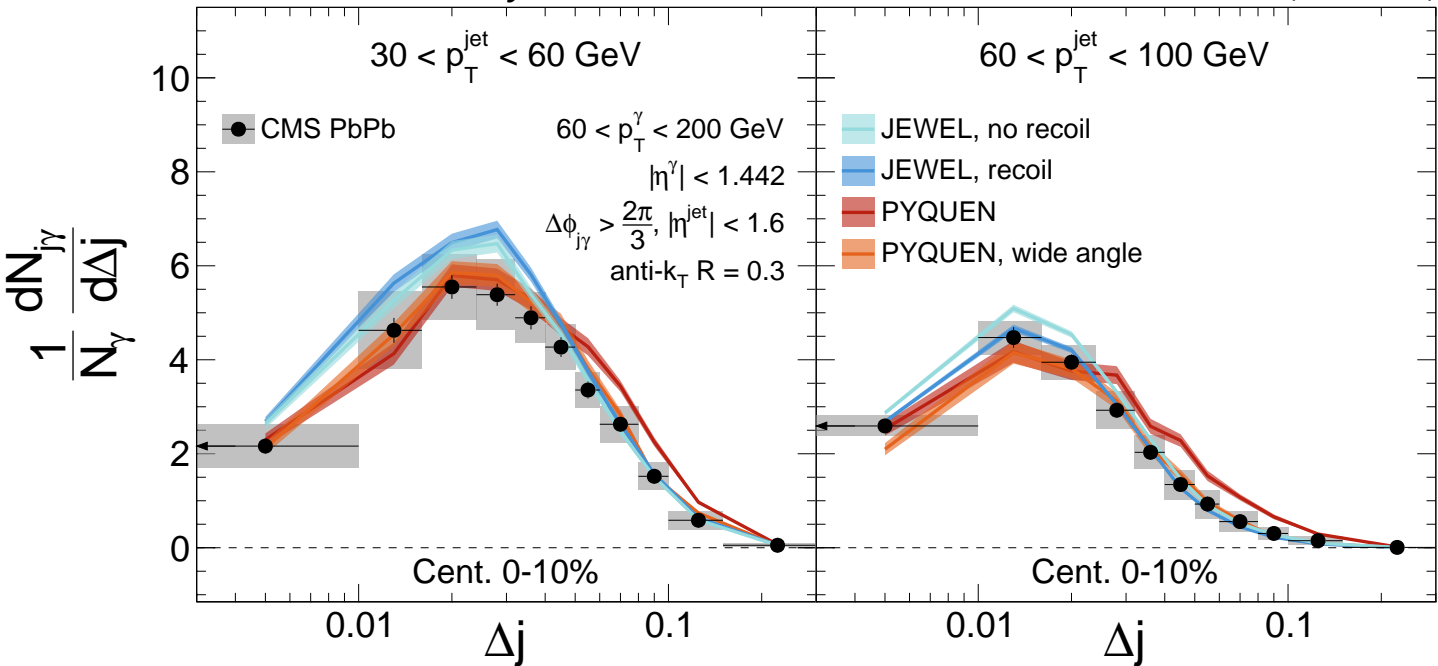 30 < p_T^jet < 60 GeV
CMS PbPb
60 < p_T^γ < 200 GeV
|η^γ| < 1.442
Δφ_jγ > 2π/3, |η^jet| < 1.6
anti-k_T R = 0.3
Cent. 0-10%
60 < p_T^jet < 100 GeV
JEWEL, no recoil
JEWEL, recoil
PYQUEN
PYQUEN, wide angle
Cent. 0-10%
1/N_γ dN_jγ/dΔj
10
8
6
4
2
0
0.01
0.1
0.01
0.1
Δj
Δj